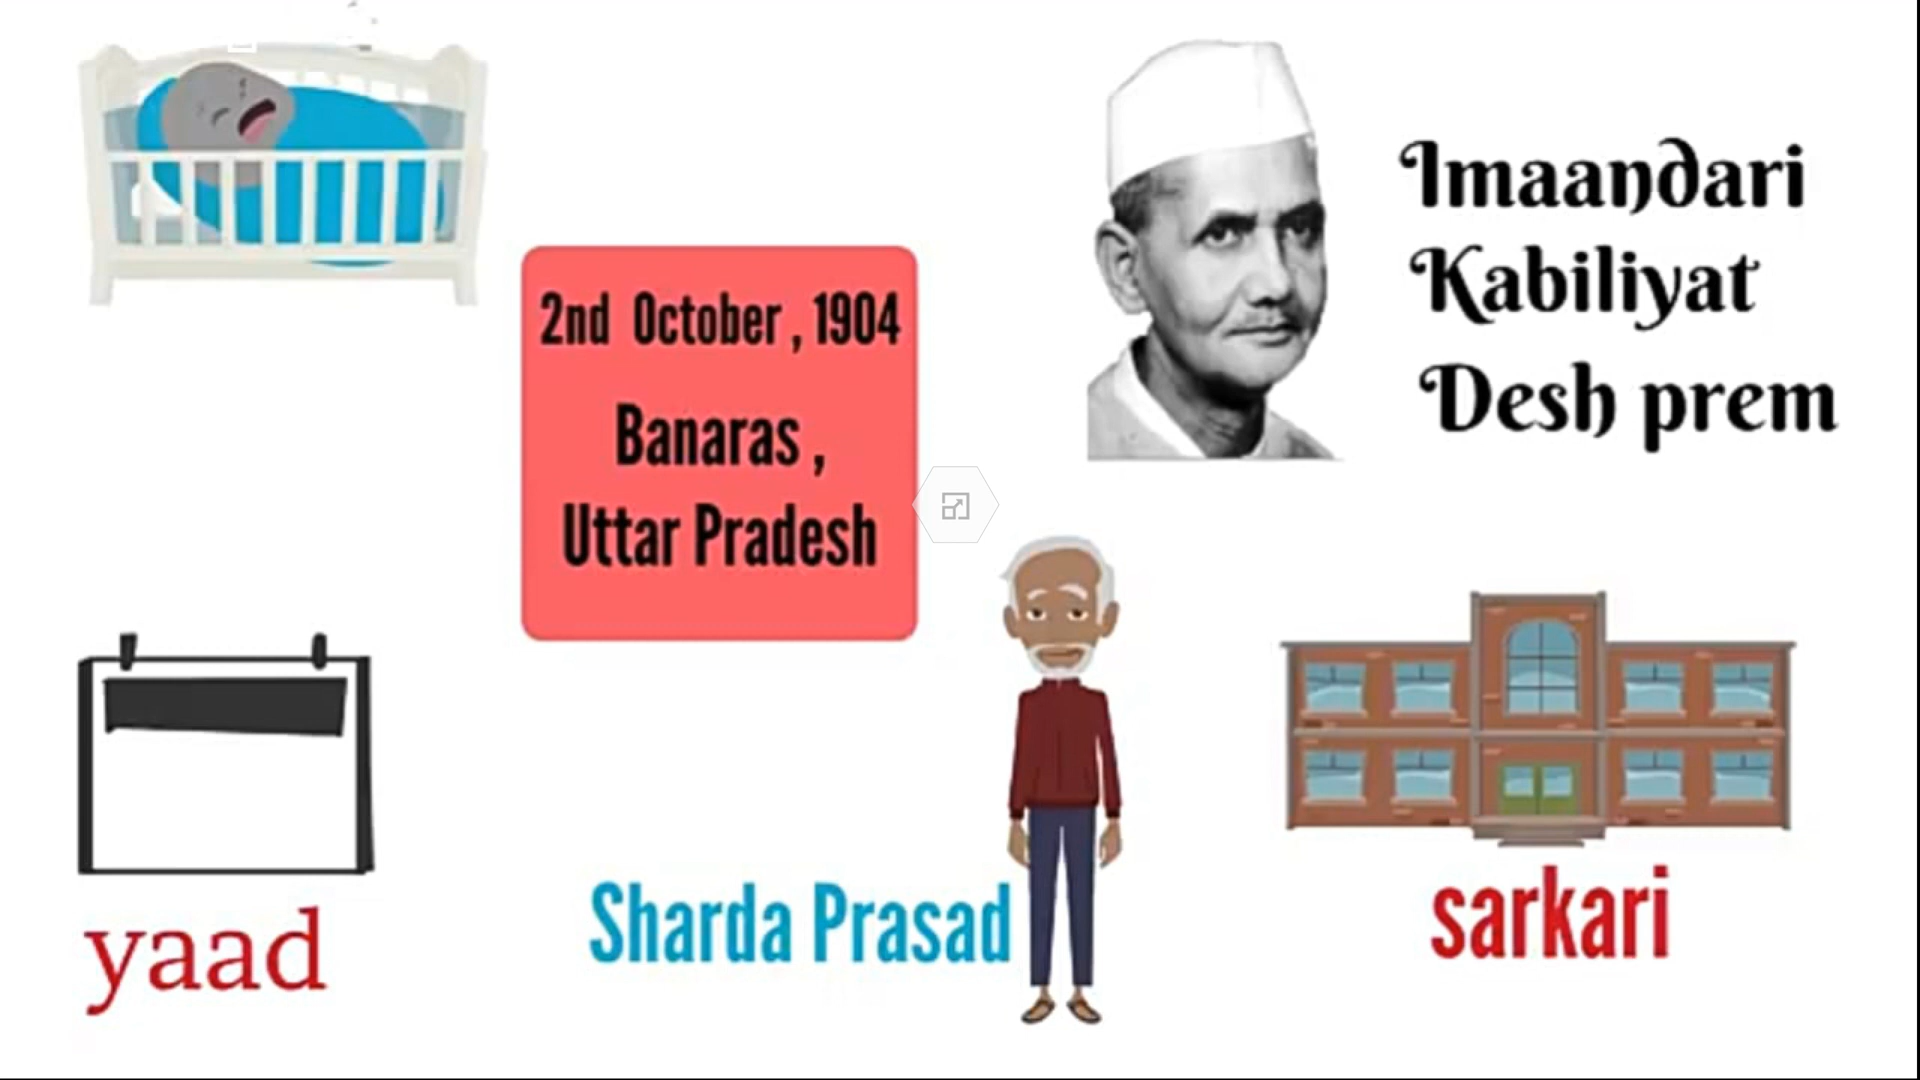 Imaandari
Kabiliyat
Desh prem
2nd October , 1904
Banaras ,
Uttar Pradesh
yaad
Sharda Prasad
sarkari